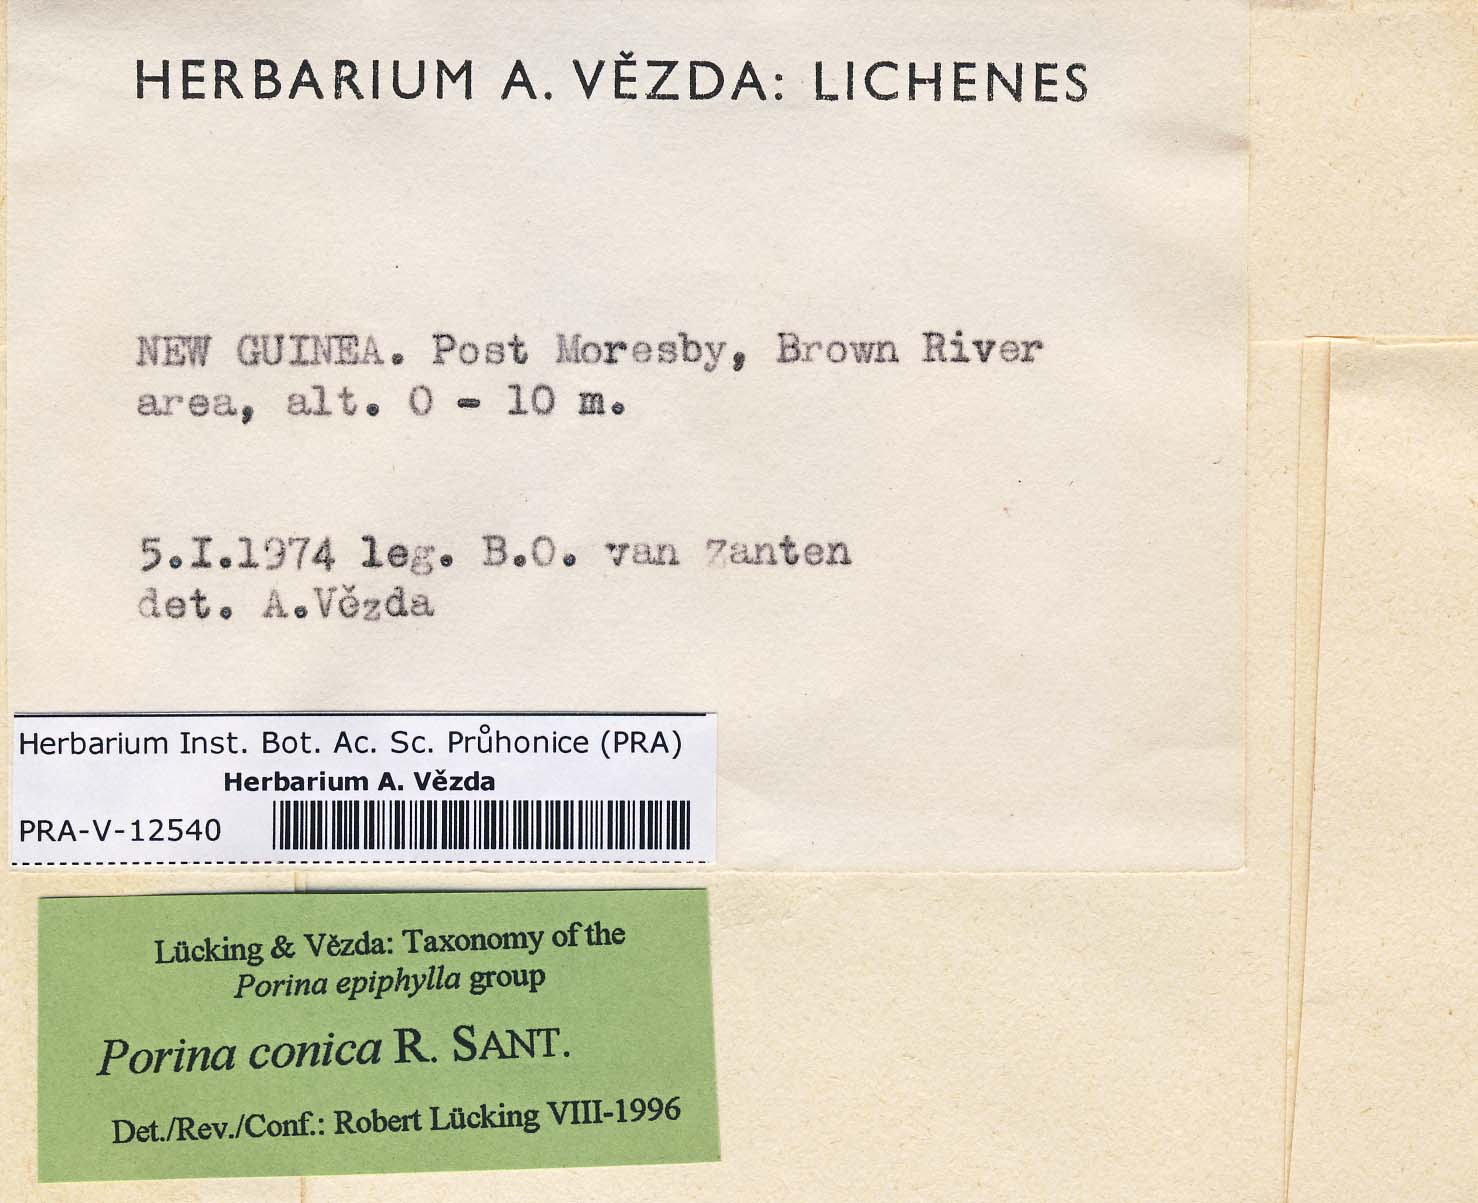 HERBARIUM A. VĚZDA: LICHENES
NEW GUINEA. Post Moresby, Brown River
area, alt. 0 - 10 m.
5.I.1974 leg. B.O. van Zanten
det. A.Vězda
Herbarium Inst. Bot. Ac. Sc. Průhonice (PRA)
Herbarium A. Vězda
PRA-V-12540
Lücking & Vězda: Taxonomy of the
Porina epiphylla group
Porina conica R. SANT.
Det./Rev./Conf.: Robert Lücking VIII-1996